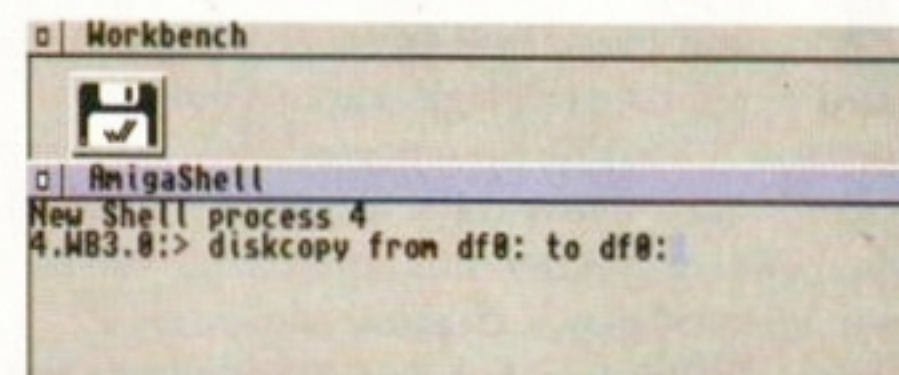 Workbench
AmigaShell
New Shell process 4
4.WB3.0:> diskcopy from df0: to df0: